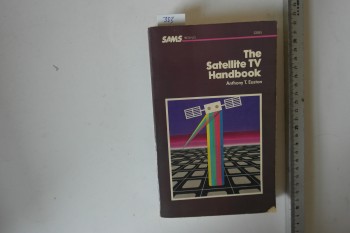 SAMS
The
Satellite TV
Handbook
Anthony T. Easton